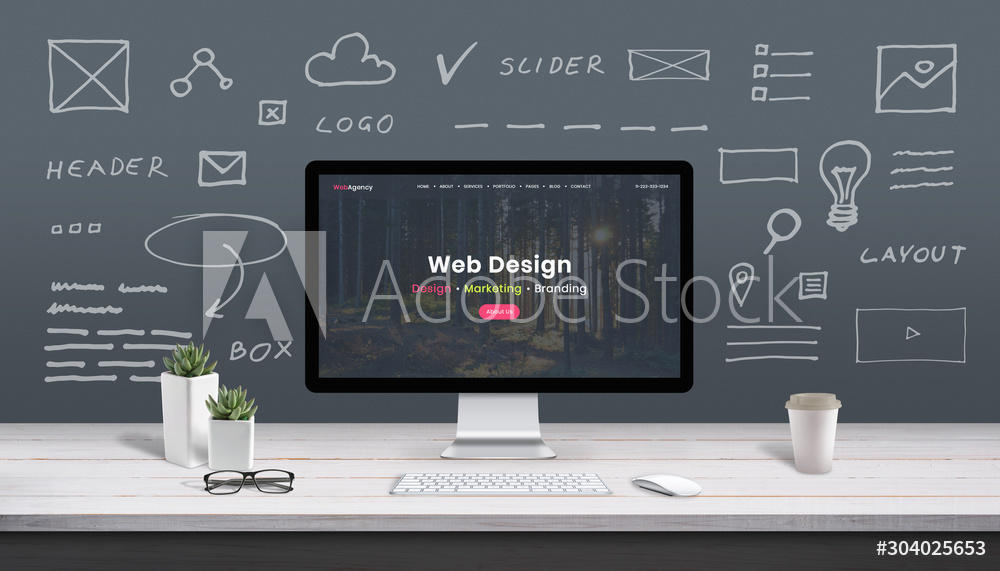 SLIDER
LOGO
HEADER
WebAgency
HOME • ABOUT • SERVICES • PORTFOLIO • PAGES • BLOG • CONTACT
11-222-333-1234
Web Design
Design • Marketing • Branding
About Us
LAYOUT
BOX
Adobe Stock
#304025653